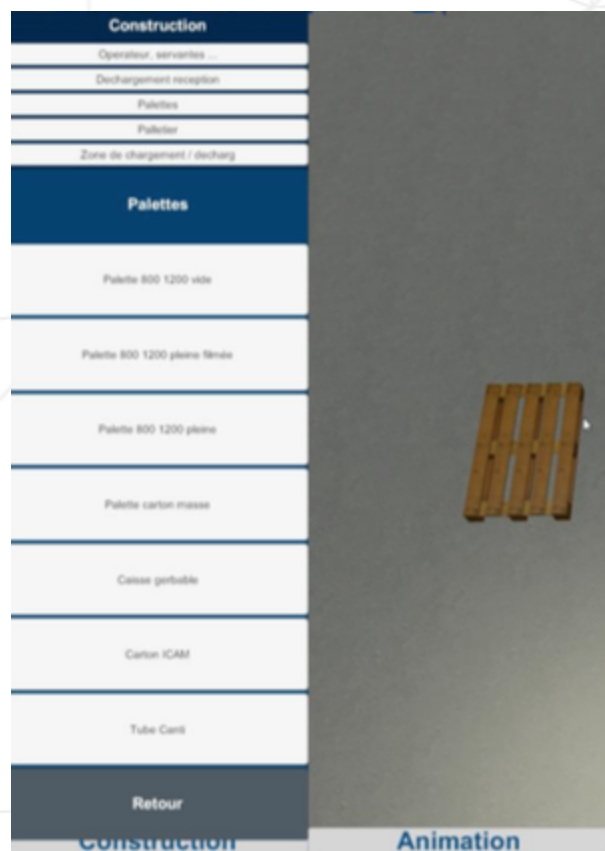 Construction
Operateur, servantes ...
Dechargement reception
Palettes
Palletier
Zone de chargement / decharg
Palettes
Palette 800 1200 vide
Palette 800 1200 pleine filmée
Palette 800 1200 pleine
Palette carton masse
Caisse gerbable
Carton ICAM
Tube Canti
Retour
Construction
Animation